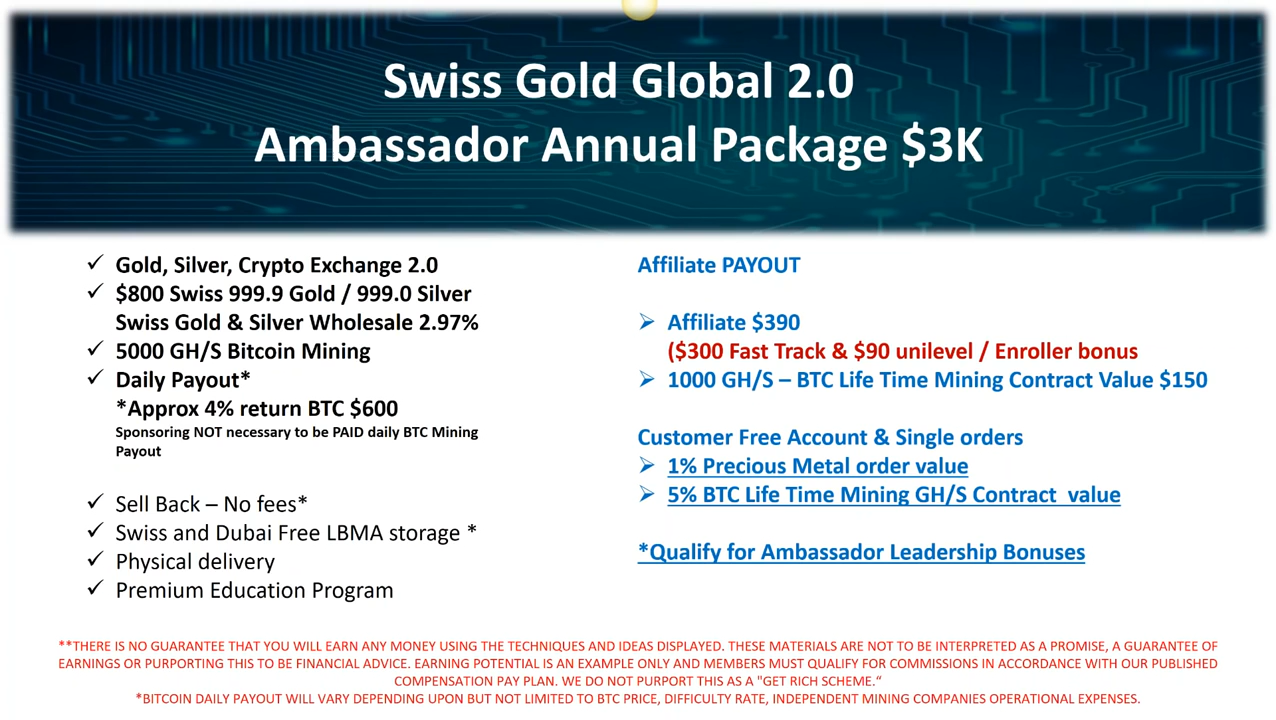 Swiss Gold Global 2.0
Ambassador Annual Package $3K
✓ Gold, Silver, Crypto Exchange 2.0
✓ $800 Swiss 999.9 Gold / 999.0 Silver
Swiss Gold & Silver Wholesale 2.97%
✓ 5000 GH/S Bitcoin Mining
✓ Daily Payout*
*Approx 4% return BTC $600
Sponsoring NOT necessary to be PAID daily BTC Mining
Payout
✓ Sell Back – No fees*
✓ Swiss and Dubai Free LBMA storage *
✓ Physical delivery
✓ Premium Education Program
Affiliate PAYOUT
➢ Affiliate $390
($300 Fast Track & $90 unilevel / Enroller bonus
➢ 1000 GH/S – BTC Life Time Mining Contract Value $150
Customer Free Account & Single orders
➢ 1% Precious Metal order value
➢ 5% BTC Life Time Mining GH/S Contract value
*Qualify for Ambassador Leadership Bonuses
**THERE IS NO GUARANTEE THAT YOU WILL EARN ANY MONEY USING THE TECHNIQUES AND IDEAS DISPLAYED. THESE MATERIALS ARE NOT TO BE INTERPRETED AS A PROMISE, A GUARANTEE OF
EARNINGS OR PURPORTING THIS TO BE FINANCIAL ADVICE. EARNING POTENTIAL IS AN EXAMPLE ONLY AND MEMBERS MUST QUALIFY FOR COMMISSIONS IN ACCORDANCE WITH OUR PUBLISHED
COMPENSATION PAY PLAN. WE DO NOT PURPORT THIS AS A "GET RICH SCHEME.“
*BITCOIN DAILY PAYOUT WILL VARY DEPENDING UPON BUT NOT LIMITED TO BTC PRICE, DIFFICULTY RATE, INDEPENDENT MINING COMPANIES OPERATIONAL EXPENSES.